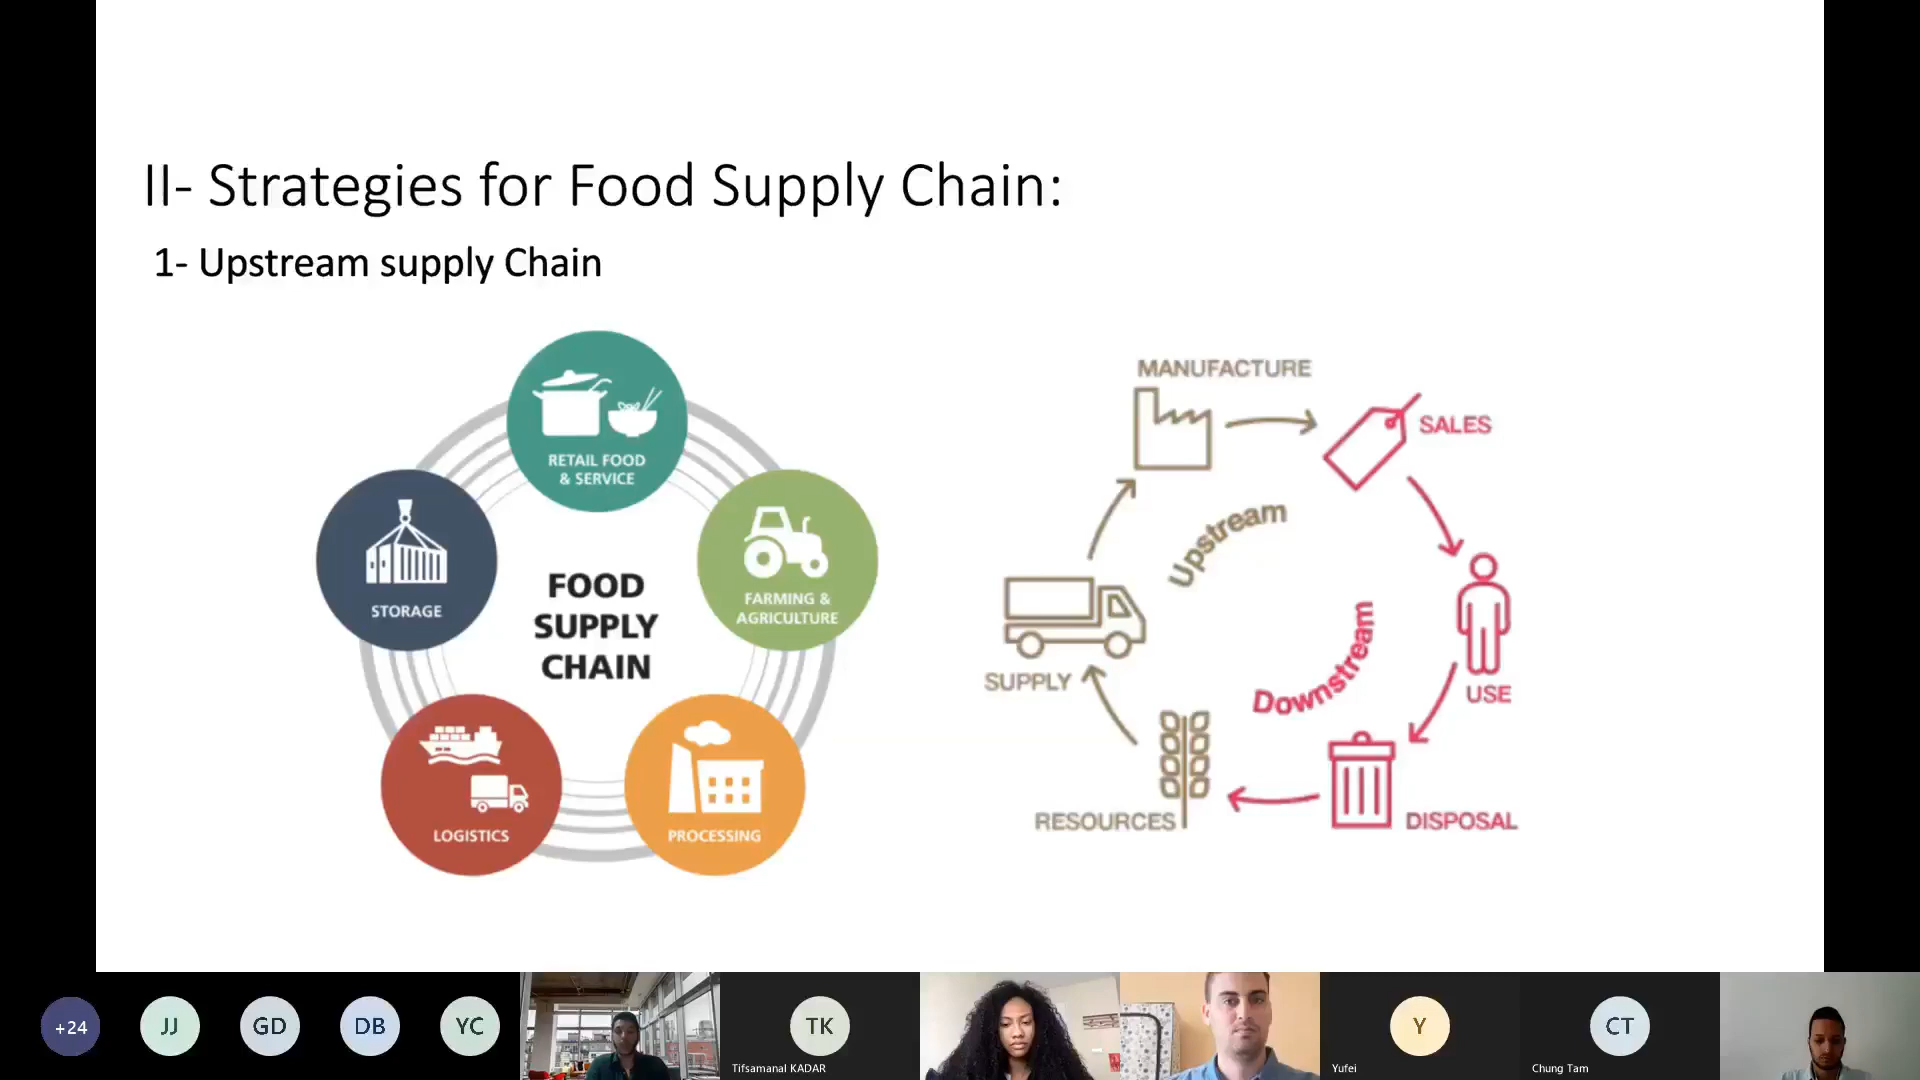 II- Strategies for Food Supply Chain:
1- Upstream supply Chain
RETAIL FOOD
& SERVICE
STORAGE
FARMING &
AGRICULTURE
FOOD
SUPPLY
CHAIN
LOGISTICS
PROCESSING
MANUFACTURE
SALES
Upstream
SUPPLY
Downstream
USE
RESOURCES
DISPOSAL
+24
JJ
GD
DB
YC
TK
Tifsamanal KADAR
Y
Yufei
CT
Chung Tam